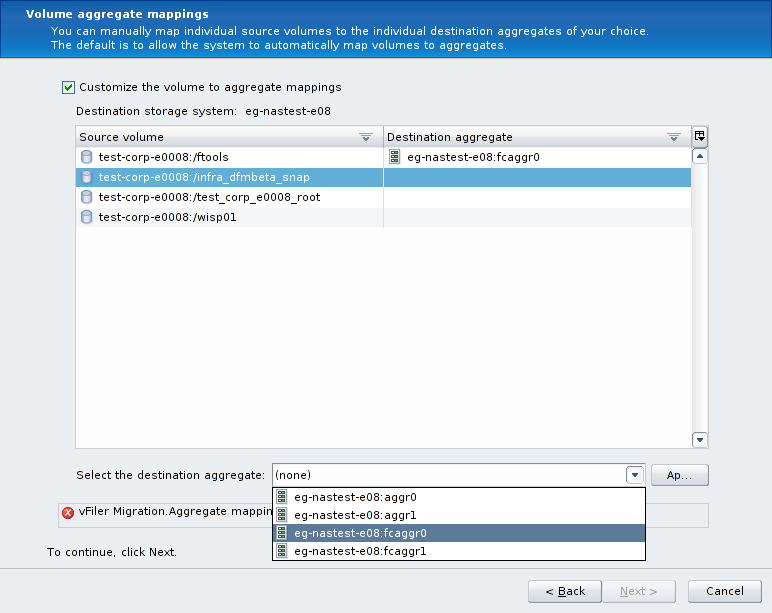 Volume aggregate mappings
You can manually map individual source volumes to the individual destination aggregates of your choice.
The default is to allow the system to automatically map volumes to aggregates.
Customize the volume to aggregate mappings
Destination storage system: eg-nastest-e08
Source volume Destination aggregate
test-corp-e0008:/ftools eg-nastest-e08:fcaggr0
test-corp-e0008:/infra_dfmbeta_snap
test-corp-e0008:/test_corp_e0008_root
test-corp-e0008:/wisp01
Select the destination aggregate: (none) Ap...
eg-nastest-e08:aggr0
vFiler Migration.Aggregate mappin eg-nastest-e08:aggr1
eg-nastest-e08:fcaggr0
To continue, click Next. eg-nastest-e08:fcaggr1
< Back Next > Cancel